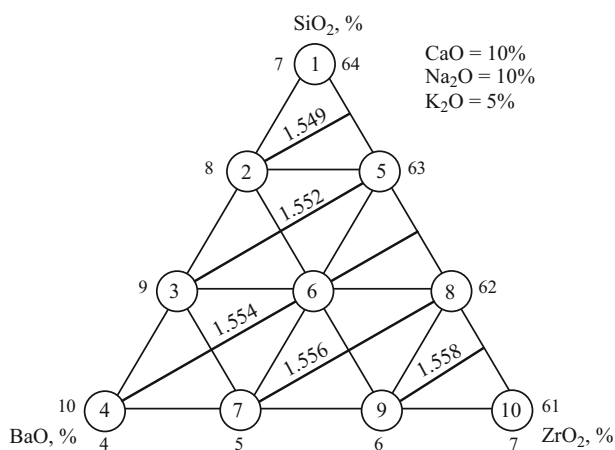 SiO₂, %
7 1 64
CaO = 10%
Na₂O = 10%
K₂O = 5%
1.549
8 2 5 63
1.552
9 3 6 8 62
1.554
1.556
1.558
10 4 7 9 10 61
BaO, % 4 5 6 7 ZrO₂, %